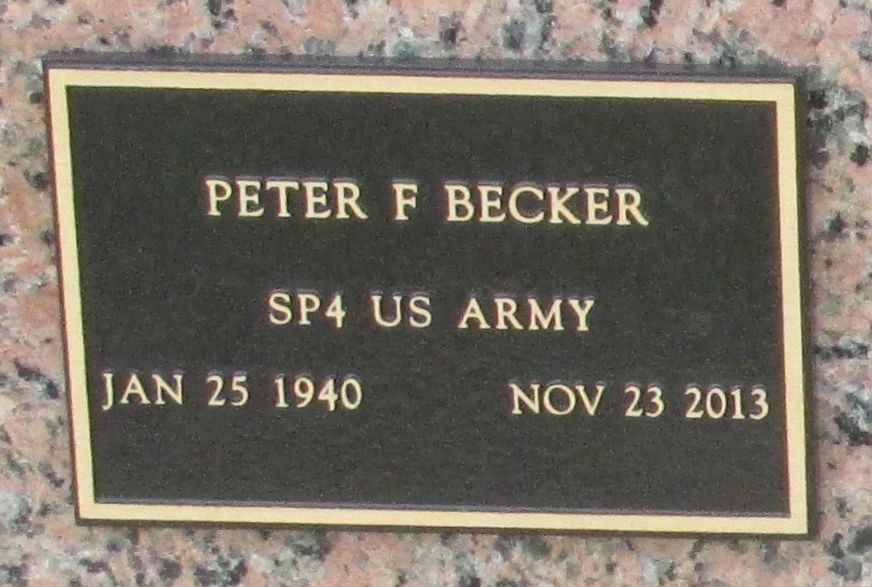 PETER F BECKER
SP4 US ARMY
JAN 25 1940 NOV 23 2013